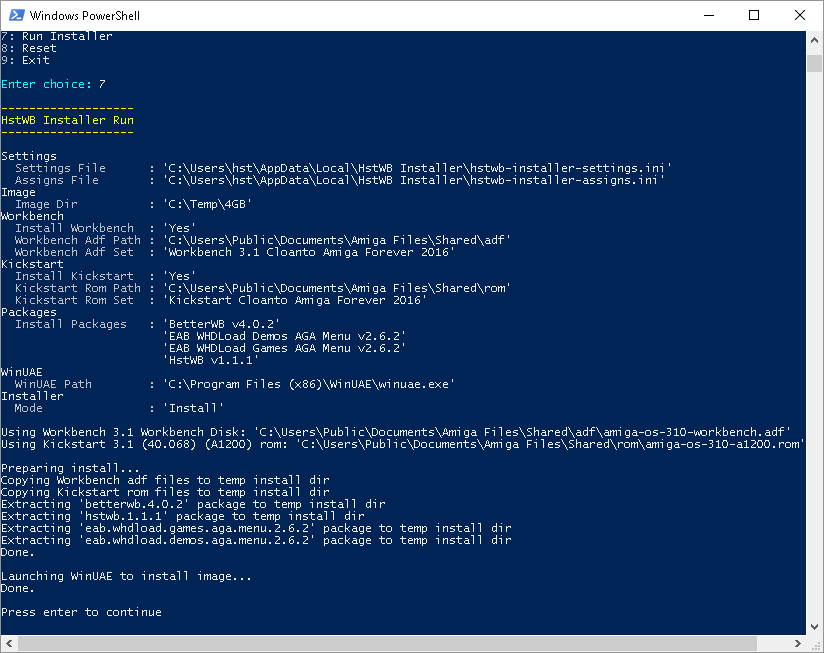 Windows PowerShell
7: Run Installer
8: Reset
9: Exit
Enter choice: 7
-------------------
HstWB Installer Run
-------------------
Settings
  Settings File      : 'C:\Users\hst\AppData\Local\HstWB Installer\hstwb-installer-settings.ini'
  Assigns File       : 'C:\Users\hst\AppData\Local\HstWB Installer\hstwb-installer-assigns.ini'
Image
  Image Dir          : 'C:\Temp\4GB'
Workbench
  Install Workbench  : 'Yes'
  Workbench Adf Path : 'C:\Users\Public\Documents\Amiga Files\Shared\adf'
  Workbench Adf Set  : 'Workbench 3.1 Cloanto Amiga Forever 2016'
Kickstart
  Install Kickstart  : 'Yes'
  Kickstart Rom Path : 'C:\Users\Public\Documents\Amiga Files\Shared\rom'
  Kickstart Rom Set  : 'Kickstart Cloanto Amiga Forever 2016'
Packages
  Install Packages   : 'BetterWB v4.0.2'
                       'EAB WHDLoad Demos AGA Menu v2.6.2'
                       'EAB WHDLoad Games AGA Menu v2.6.2'
                       'HstWB v1.1.1'
WinUAE
  WinUAE Path        : 'C:\Program Files (x86)\WinUAE\winuae.exe'
Installer
  Mode               : 'Install'
Using Workbench 3.1 Workbench Disk: 'C:\Users\Public\Documents\Amiga Files\Shared\adf\amiga-os-310-workbench.adf'
Using Kickstart 3.1 (40.068) (A1200) rom: 'C:\Users\Public\Documents\Amiga Files\Shared\rom\amiga-os-310-a1200.rom'
Preparing install...
Copying Workbench adf files to temp install dir
Copying Kickstart rom files to temp install dir
Extracting 'betterwb.4.0.2' package to temp install dir
Extracting 'hstwb.1.1.1' package to temp install dir
Extracting 'eab.whdload.games.aga.menu.2.6.2' package to temp install dir
Extracting 'eab.whdload.demos.aga.menu.2.6.2' package to temp install dir
Done.
Launching WinUAE to install image...
Done.
Press enter to continue